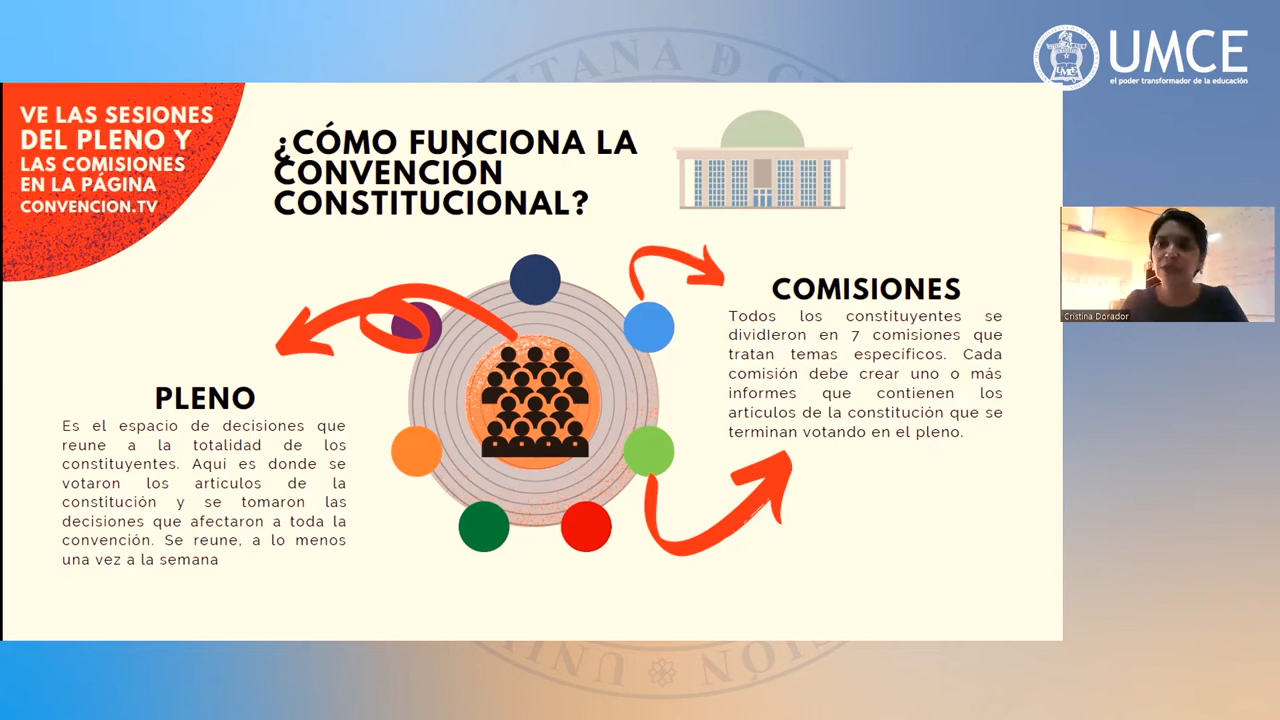 UMCE
el poder transformador de la educación
VE LAS SESIONES
DEL PLENO Y
LAS COMISIONES
EN LA PÁGINA
CONVENCION.TV
¿CÓMO FUNCIONA LA
CONVENCIÓN
CONSTITUCIONAL?
COMISIONES
Todos los constituyentes se
dividleron en 7 comisiones que
tratan temas especificos. Cada
comisión debe crear uno o más
informes que contienen los
articulos de la constitución que se
terminan votando en el pleno.
Cristina Dorador
PLENO
Es el espacio de decisiones que
reune a la totalidad de los
constituyentes. Aqui es donde se
votaron los articulos de la
constitución y se tomaron las
decisiones que afectaron a toda la
convención. Se reune, a lo menos
una vez a la semana